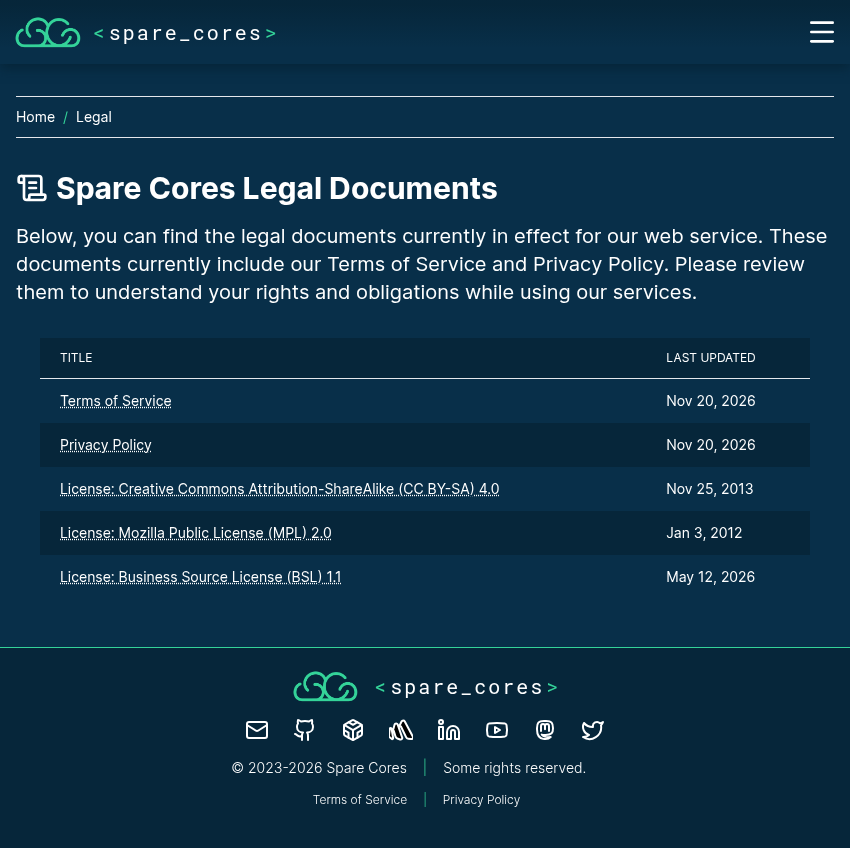 <spare_cores>
Home / Legal
Spare Cores Legal Documents
Below, you can find the legal documents currently in effect for our web service. These
documents currently include our Terms of Service and Privacy Policy. Please review
them to understand your rights and obligations while using our services.
TITLE LAST UPDATED
Terms of Service Nov 20, 2026
Privacy Policy Nov 20, 2026
License: Creative Commons Attribution-ShareAlike (CC BY-SA) 4.0 Nov 25, 2013
License: Mozilla Public License (MPL) 2.0 Jan 3, 2012
License: Business Source License (BSL) 1.1 May 12, 2026
<spare_cores>
© 2023-2026 Spare Cores | Some rights reserved.
Terms of Service | Privacy Policy